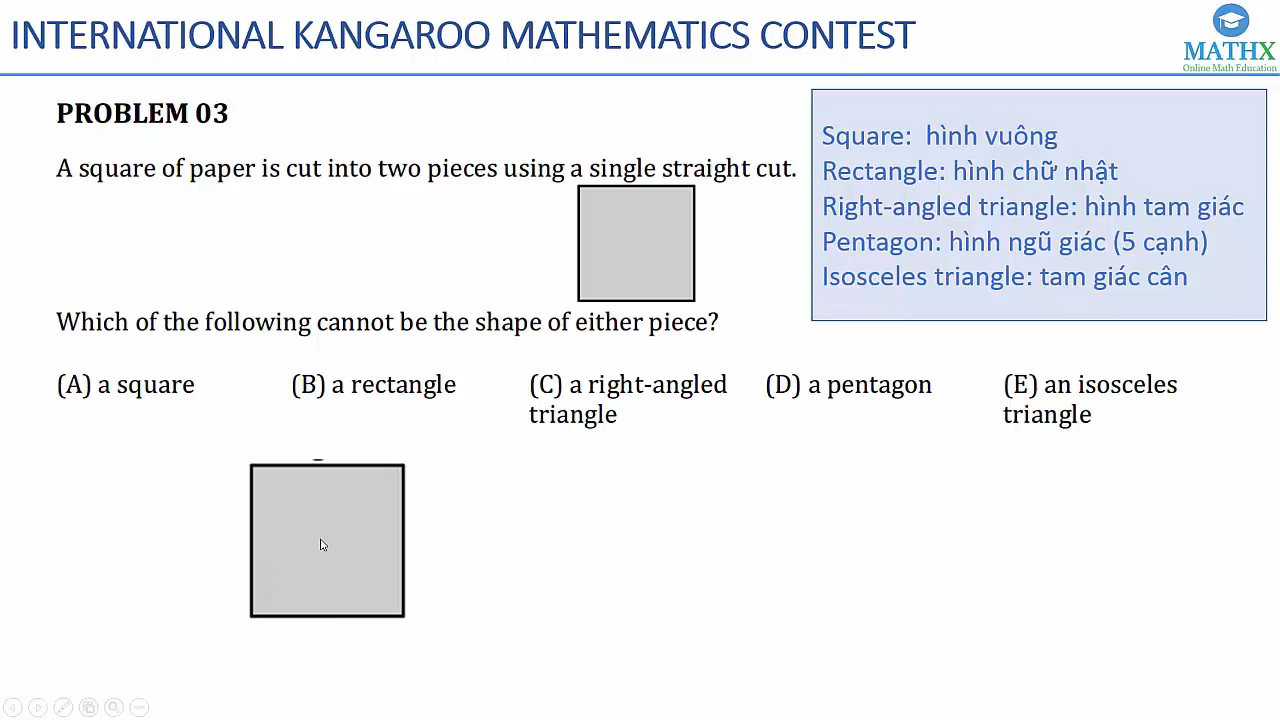 INTERNATIONAL KANGAROO MATHEMATICS CONTEST
MATHX
Online Math Education
PROBLEM 03
A square of paper is cut into two pieces using a single straight cut.
Square:  hình vuông
Rectangle: hình chữ nhật
Right-angled triangle: hình tam giác
Pentagon: hình ngũ giác (5 cạnh)
Isosceles triangle: tam giác cân
Which of the following cannot be the shape of either piece?
(A) a square
(B) a rectangle
(C) a right-angled
triangle
(D) a pentagon
(E) an isosceles
triangle